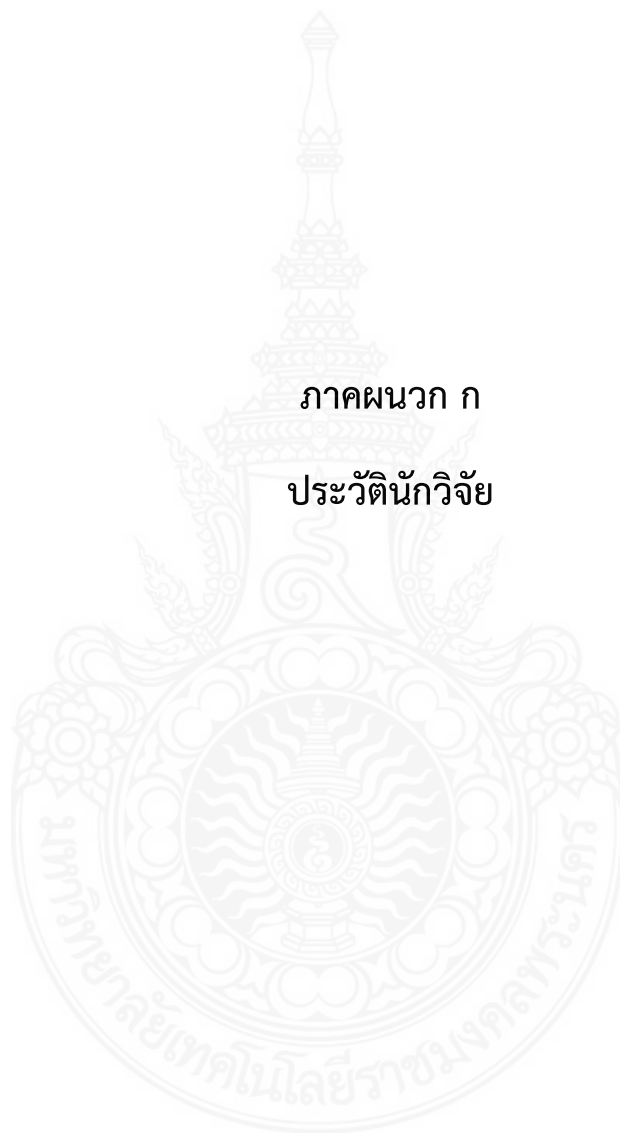 ภาคผนวก ก
ประวัตินักวิจัย
มหาวิทยาลัยเทคโนโลยีราชมงคลพระนคร